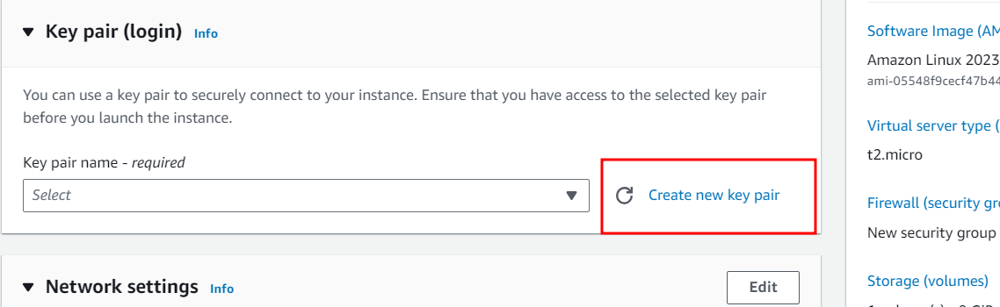 Key pair (login) Info
You can use a key pair to securely connect to your instance. Ensure that you have access to the selected key pair
before you launch the instance.
Key pair name - required
Select
Create new key pair
Network settings Info
Edit
Software Image (AM
Amazon Linux 2023
ami-05548f9cecf47b44
Virtual server type (
t2.micro
Firewall (security gr
New security group
Storage (volumes)